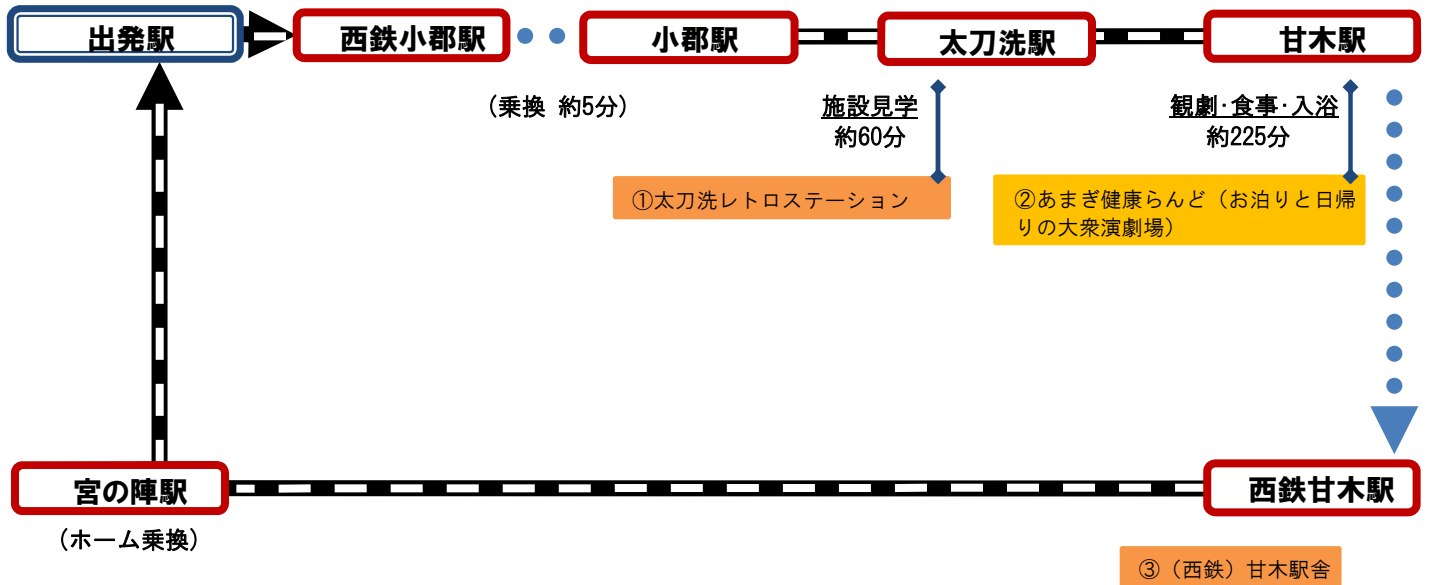 出発駅
西鉄小郡駅
小郡駅
太刀洗駅
甘木駅
(乗換 約5分)
施設見学
約60分
観劇･食事･入浴
約225分
①太刀洗レトロステーション
②あまぎ健康らんど（お泊りと日帰
りの大衆演劇場）
宮の陣駅
西鉄甘木駅
(ホーム乗換)
③（西鉄）甘木駅舎